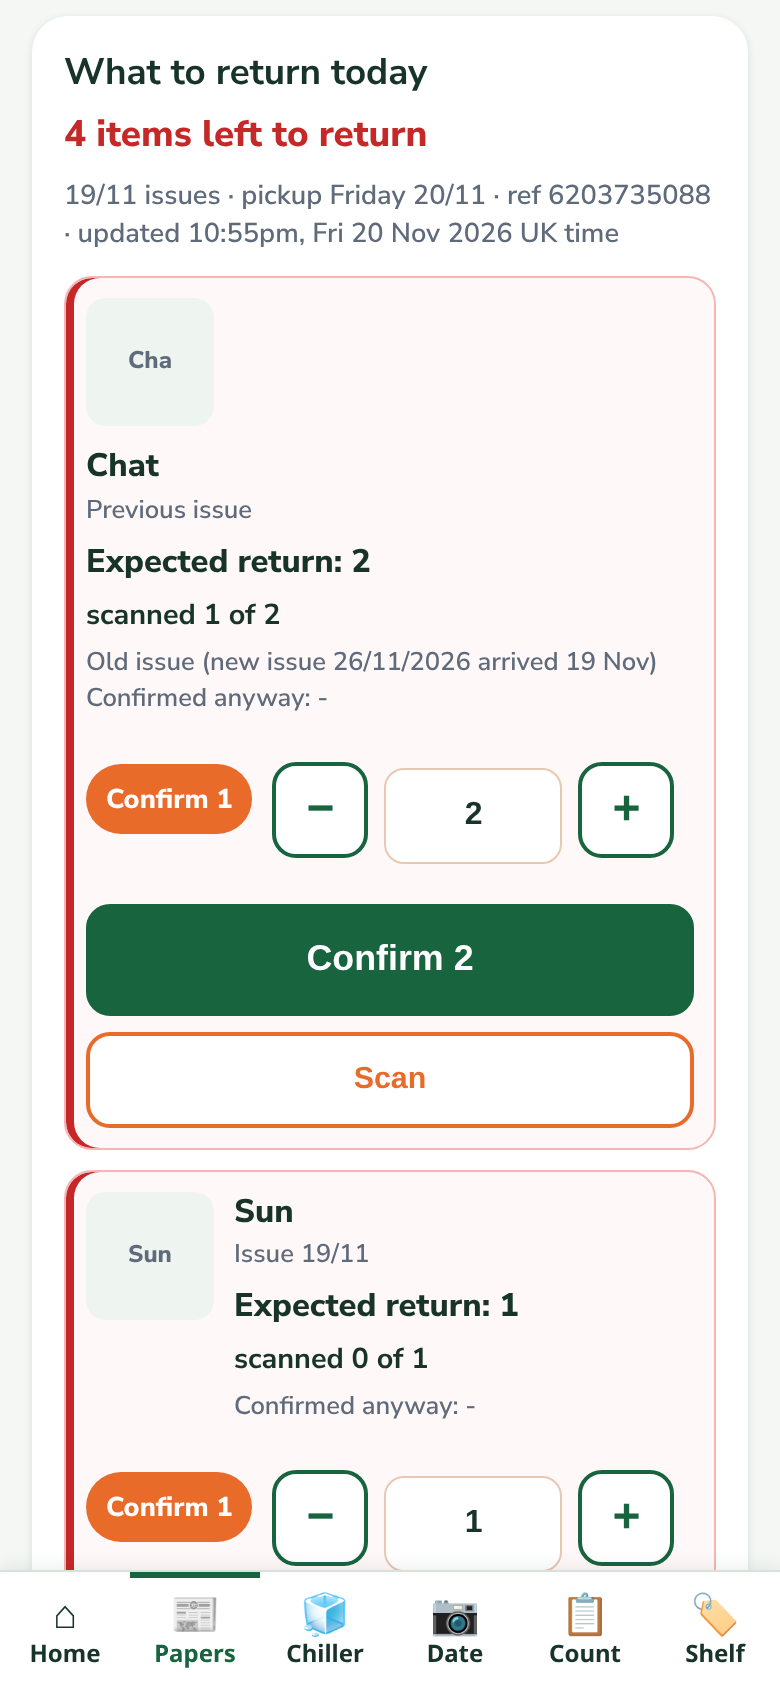 What to return today
4 items left to return
19/11 issues · pickup Friday 20/11 · ref 6203735088
· updated 10:55pm, Fri 20 Nov 2026 UK time
Cha
Chat
Previous issue
Expected return: 2
scanned 1 of 2
Old issue (new issue 26/11/2026 arrived 19 Nov)
Confirmed anyway: -
Confirm 1
−
2
+
Confirm 2
Scan
Sun
Sun
Issue 19/11
Expected return: 1
scanned 0 of 1
Confirmed anyway: -
Confirm 1
−
1
+
Home
Papers
Chiller
Date
Count
Shelf